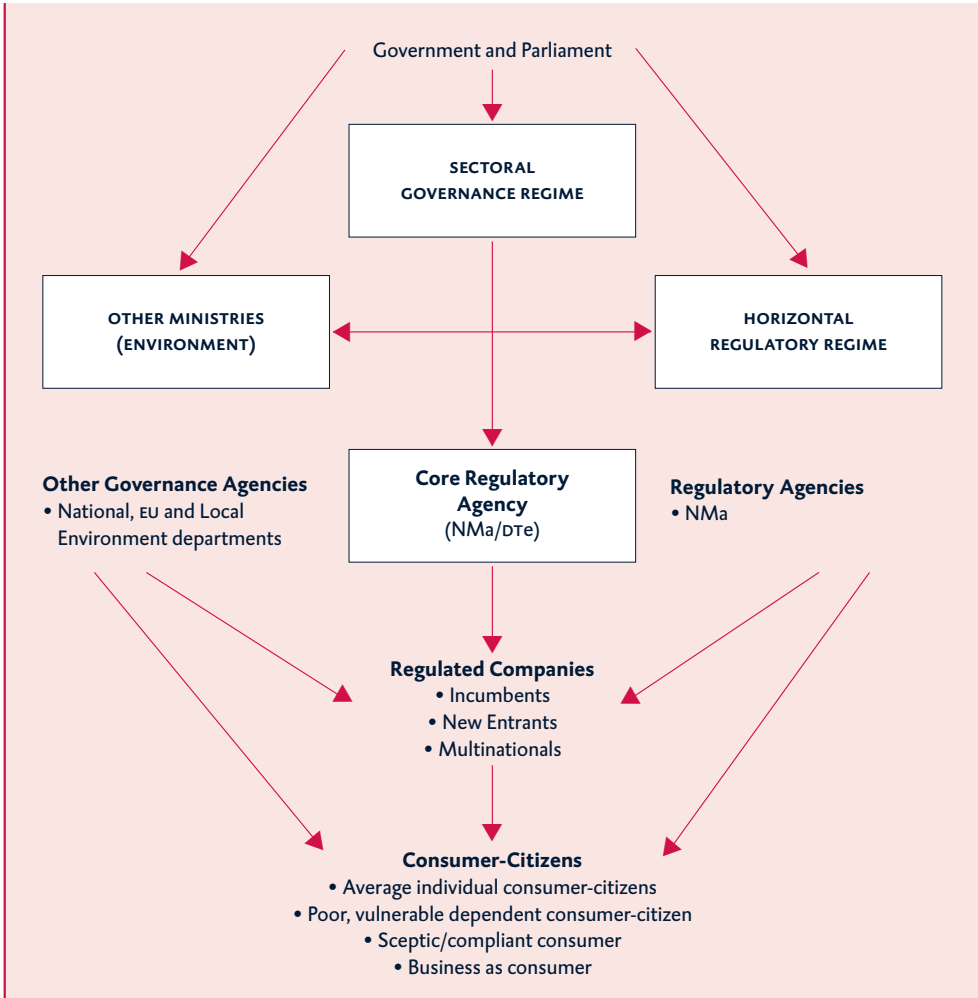 Government and Parliament
SECTORAL
GOVERNANCE REGIME
OTHER MINISTRIES
(ENVIRONMENT)
HORIZONTAL
REGULATORY REGIME
Other Governance Agencies
• National, EU and Local
Environment departments
Core Regulatory
Agency
(NMa/DTe)
Regulatory Agencies
• NMa
Regulated Companies
• Incumbents
• New Entrants
• Multinationals
Consumer-Citizens
• Average individual consumer-citizens
• Poor, vulnerable dependent consumer-citizen
• Sceptic/compliant consumer
• Business as consumer